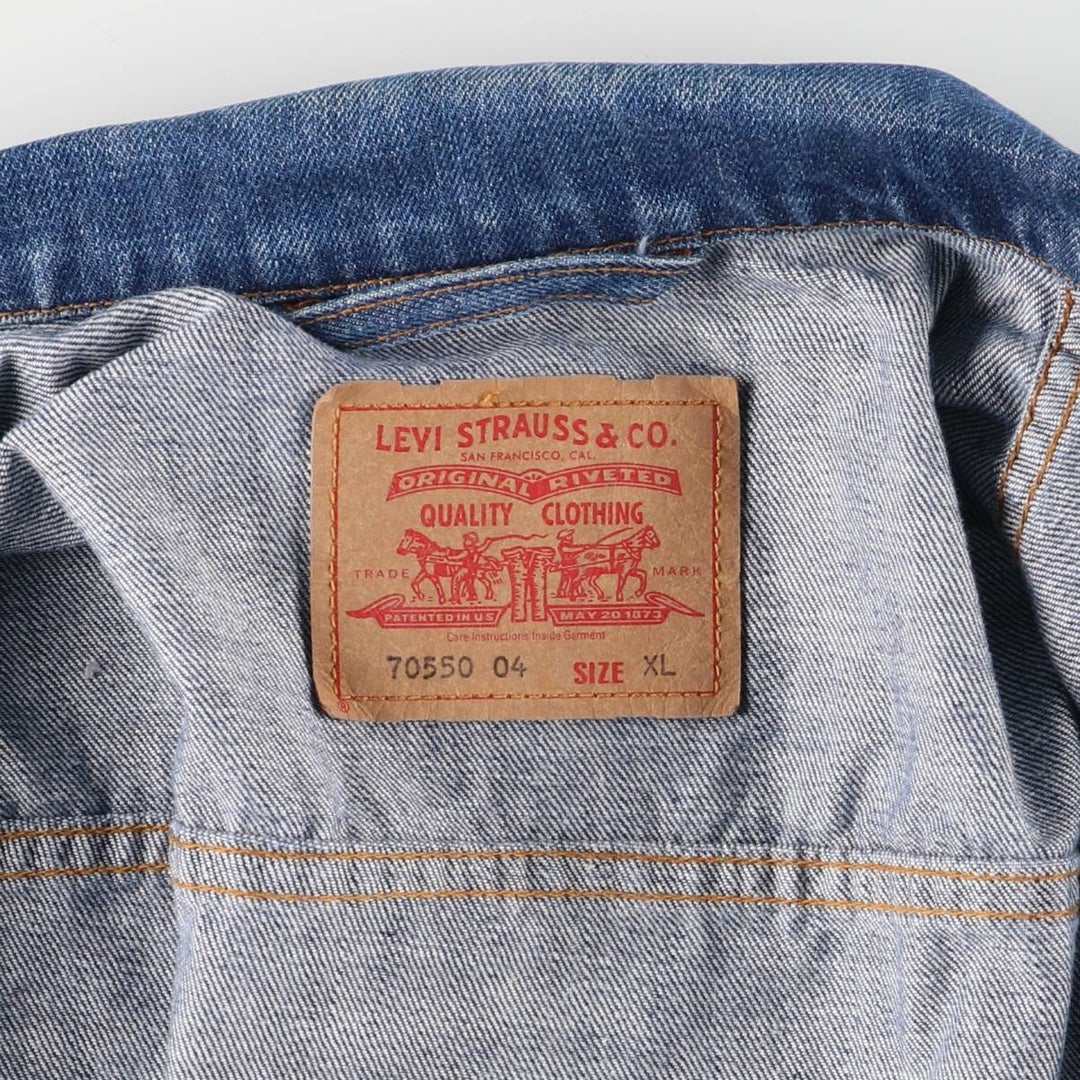 LEVI STRAUSS & CO.
SAN FRANCISCO, CAL.
ORIGINAL RIVETED
QUALITY CLOTHING
TRADE MARK
PATENTED IN US MAY 20 1873
Care Instructions Inside Garment
70550 04 SIZE XL
®